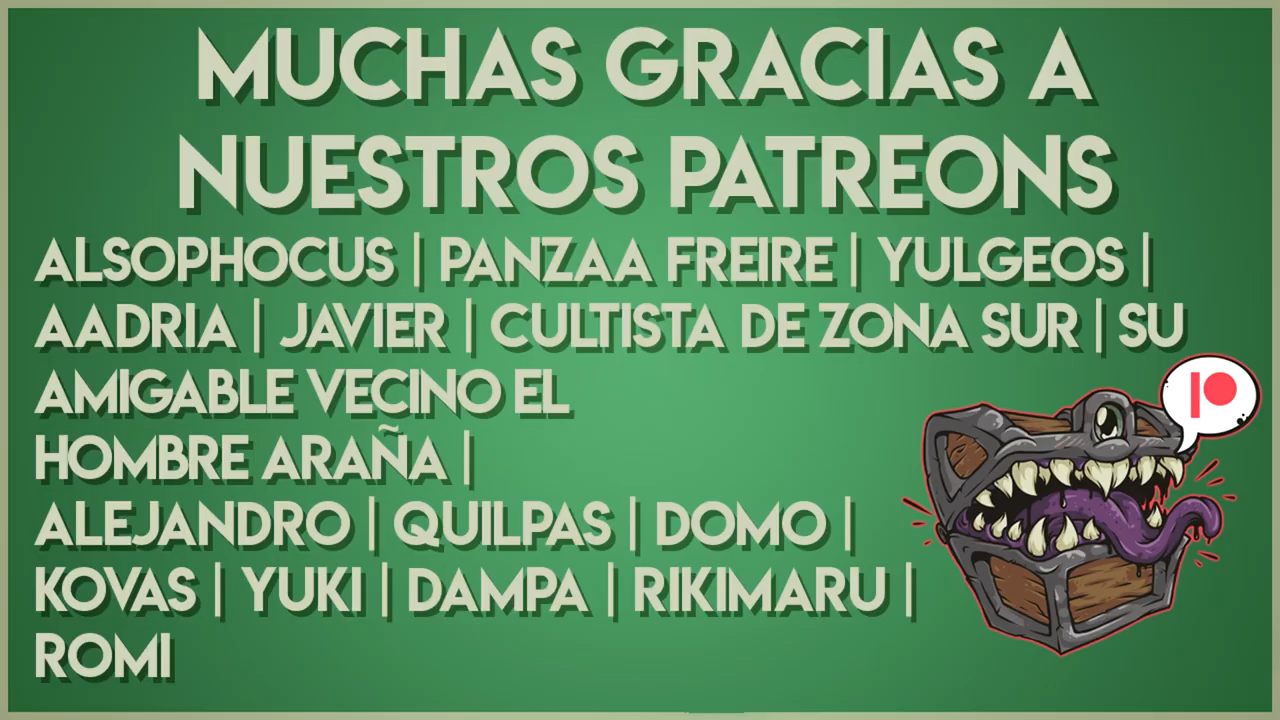 MUCHAS GRACIAS A
NUESTROS PATREONS
ALSOPHOCUS | PANZAA FREIRE | YULGEOS |
AADRIA | JAVIER | CULTISTA DE ZONA SUR | SU
AMIGABLE VECINO EL
HOMBRE ARAÑA |
ALEJANDRO | QUILPAS | DOMO |
KOVAS | YUKI | DAMPA | RIKIMARU |
ROMI